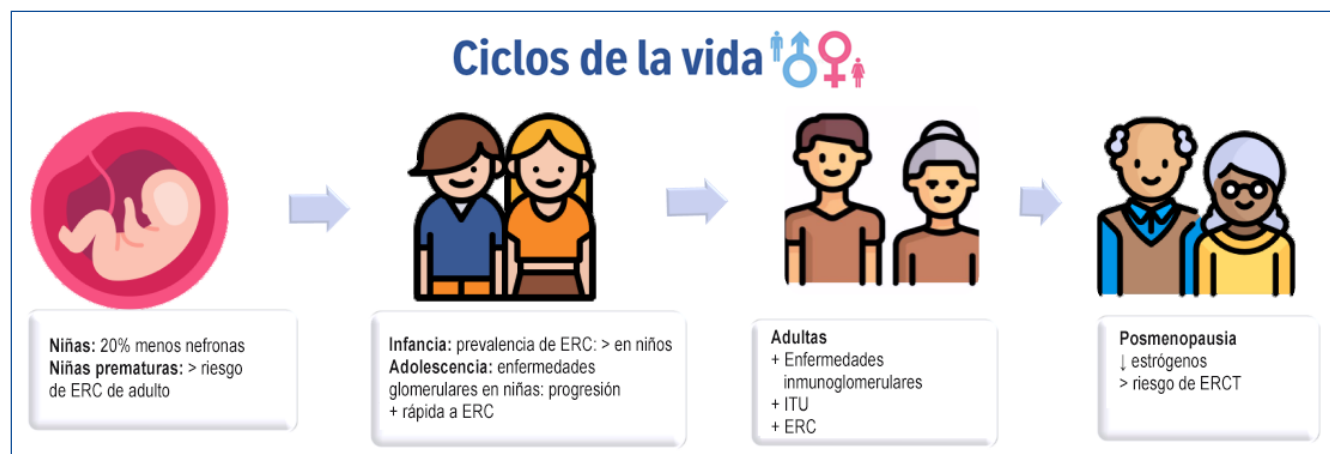 Ciclos de la vida
Niñas: 20% menos nefronas
Niñas prematuras: > riesgo
de ERC de adulto
Infancia: prevalencia de ERC: > en niños
Adolescencia: enfermedades
glomerulares en niñas: progresión
+ rápida a ERC
Adultas
+ Enfermedades
inmunoglomerulares
+ ITU
+ ERC
Posmenopausia
↓ estrógenos
> riesgo de ERCT